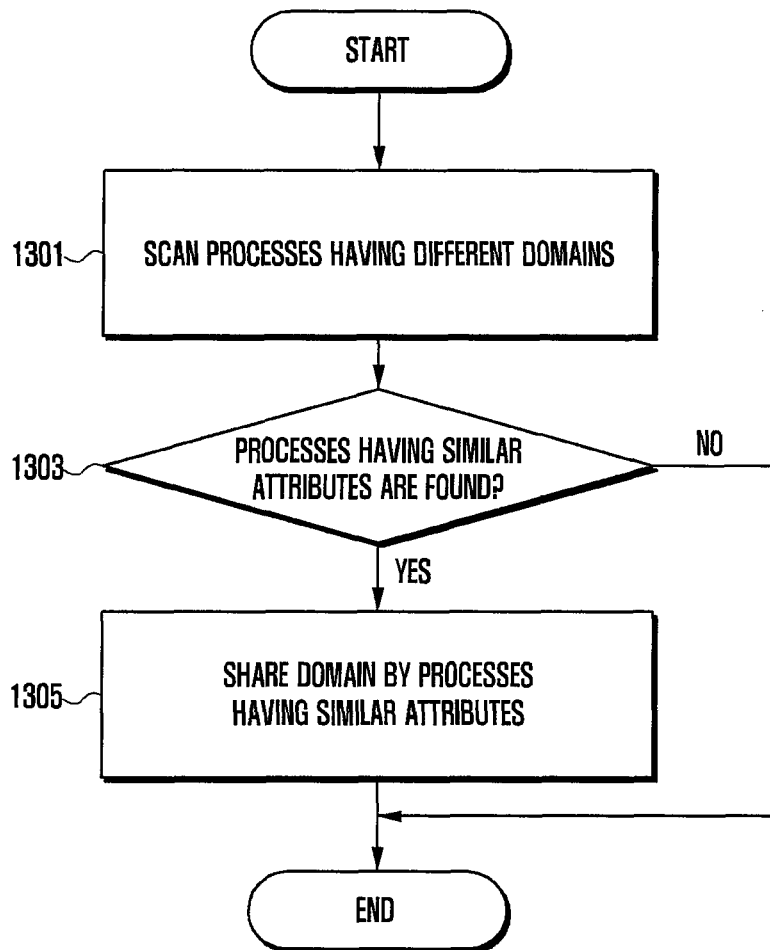 START
1301
SCAN PROCESSES HAVING DIFFERENT DOMAINS
1303
PROCESSES HAVING SIMILAR
ATTRIBUTES ARE FOUND?
NO
YES
1305
SHARE DOMAIN BY PROCESSES
HAVING SIMILAR ATTRIBUTES
END